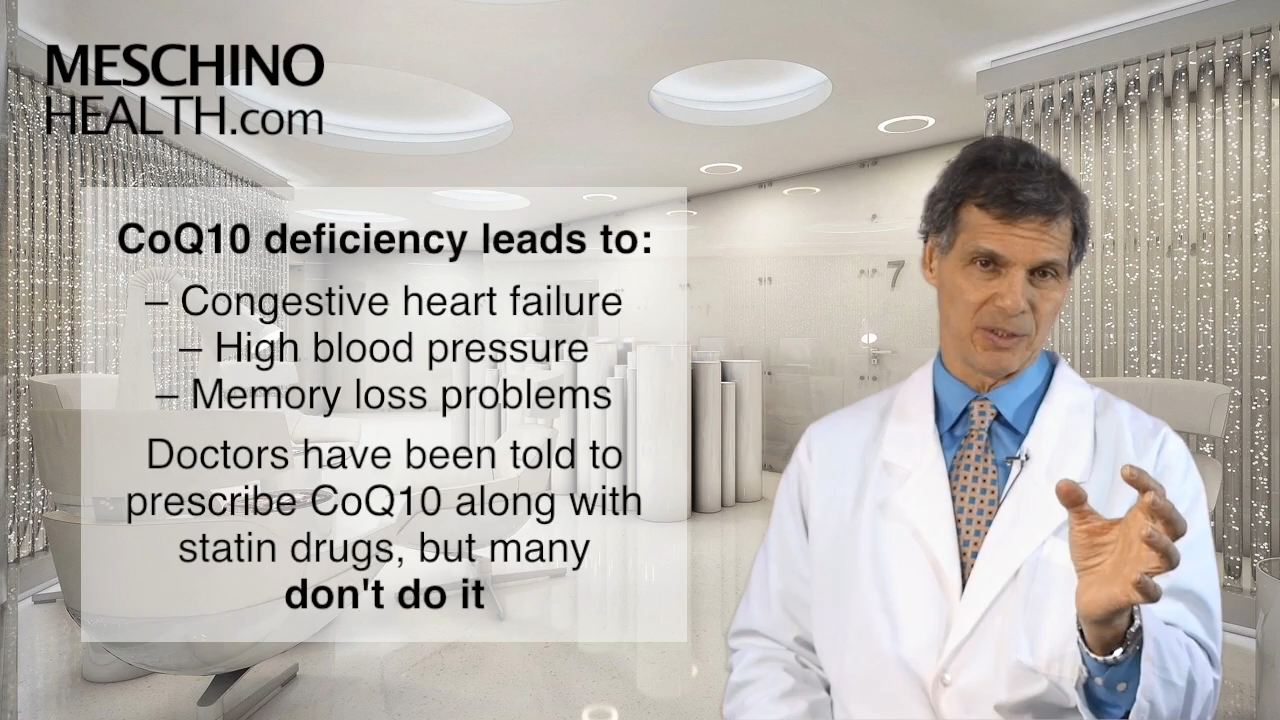 MESCHINO
HEALTH.com
CoQ10 deficiency leads to:
– Congestive heart failure
– High blood pressure
– Memory loss problems
Doctors have been told to
prescribe CoQ10 along with
statin drugs, but many
don't do it
7